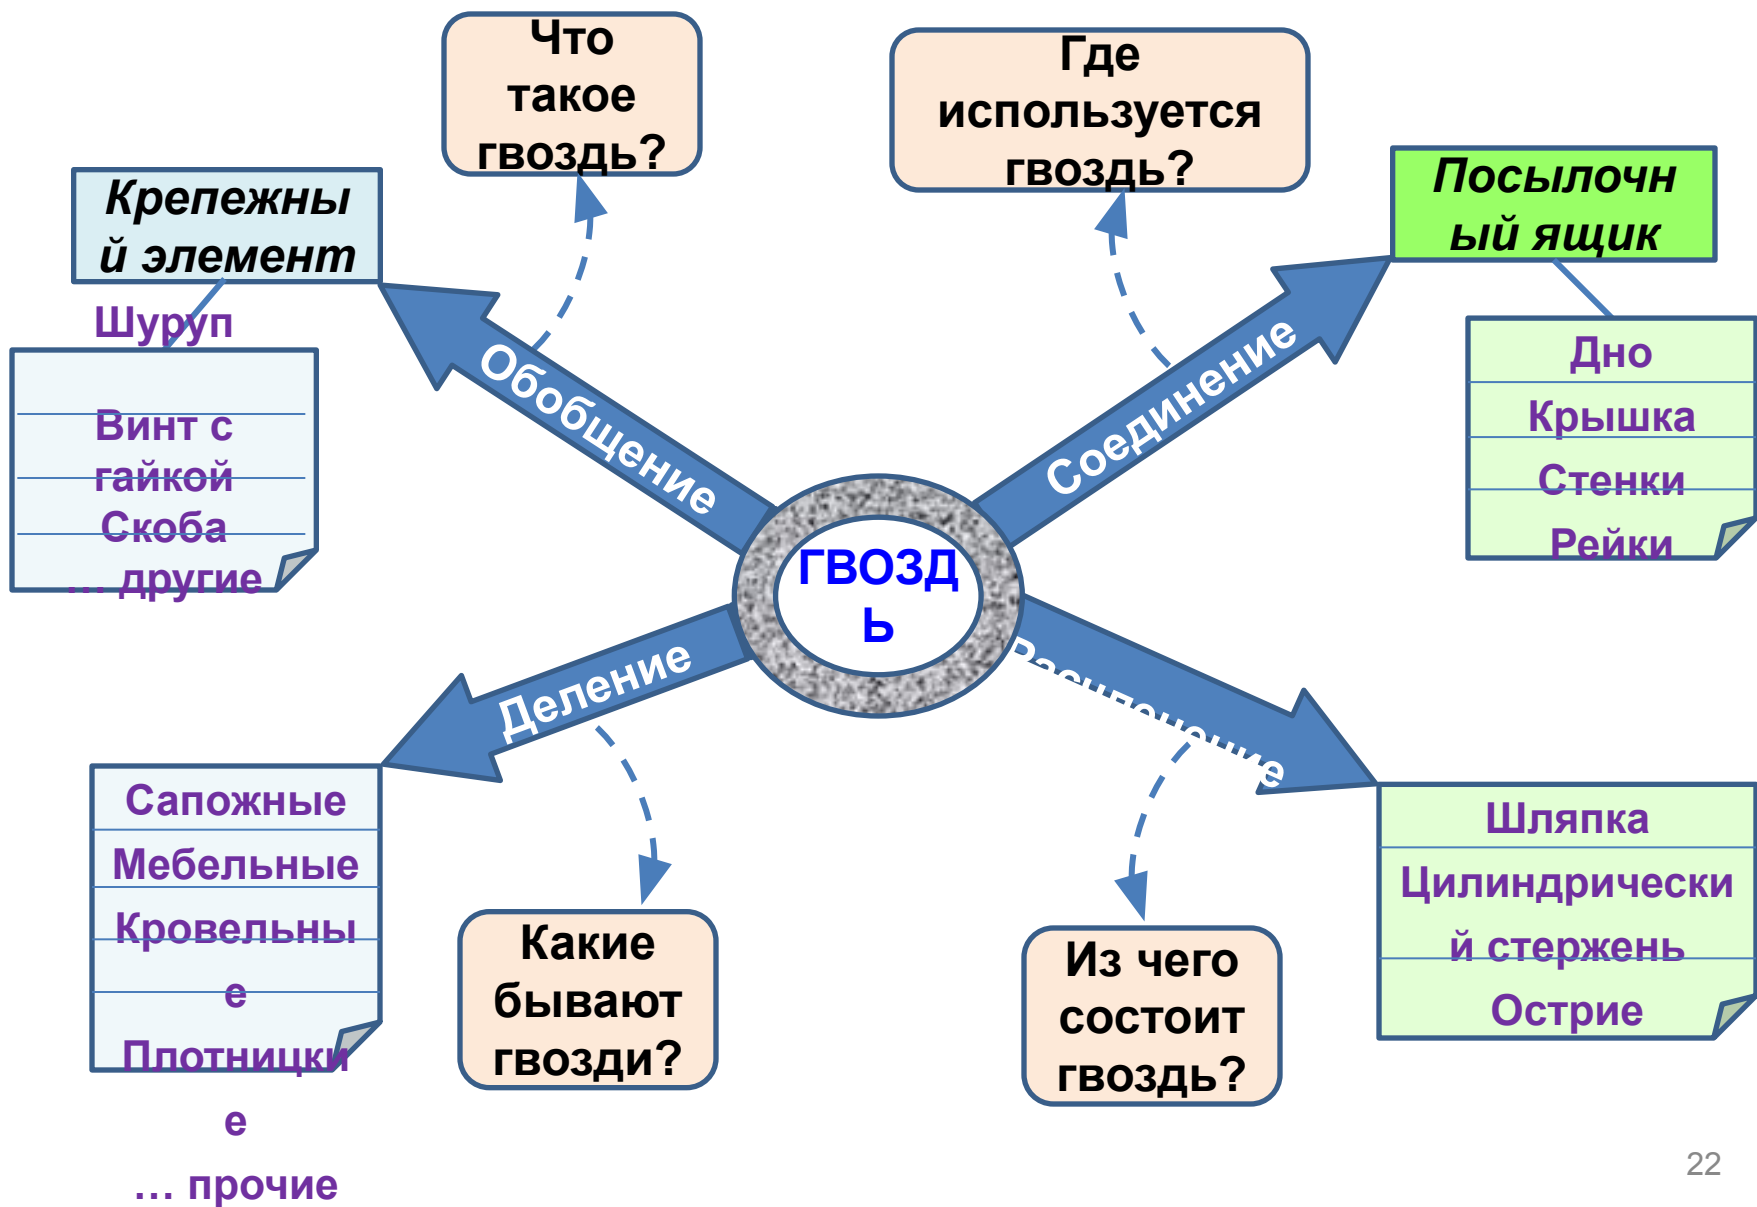 Что
такое
гвоздь?
Где
используется
гвоздь?
Крепежны
й элемент
Посылочн
ый ящик
Шуруп
Винт с
гайкой
Скоба
... другие
Дно
Крышка
Стенки
Рейки
Обобщение
Соединение
ГВОЗД
Ь
Деление
Расчленение
Сапожные
Мебельные
Кровельны
е
Плотницки
е
... прочие
Какие
бывают
гвозди?
Из чего
состоит
гвоздь?
Шляпка
Цилиндрически
й стержень
Острие
22